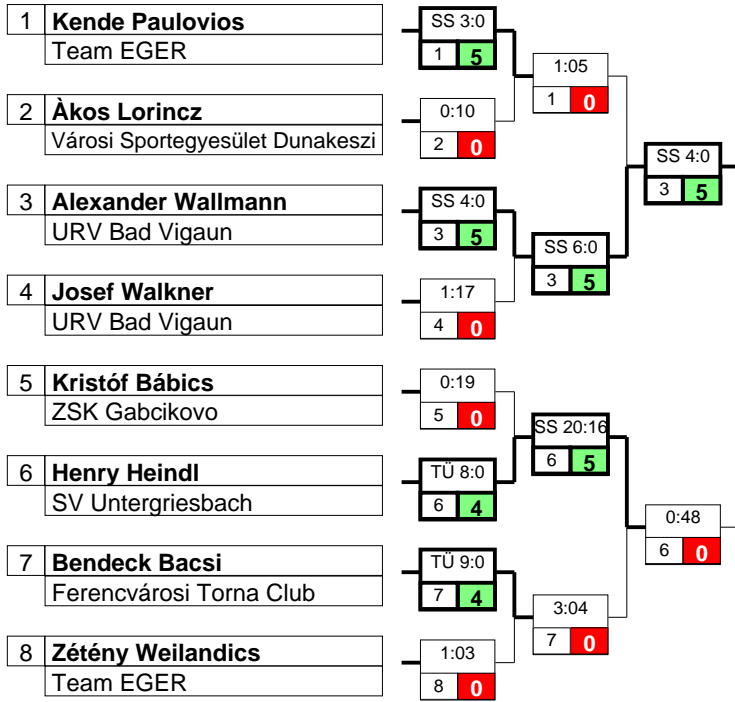 1 Kende Paulovios
Team EGER
2 Àkos Lorincz
Városi Sportegyesület Dunakeszi
3 Alexander Wallmann
URV Bad Vigaun
4 Josef Walkner
URV Bad Vigaun
5 Kristóf Bábics
ZSK Gabcikovo
6 Henry Heindl
SV Untergriesbach
7 Bendeck Bacsi
Ferencvárosi Torna Club
8 Zétény Weilandics
Team EGER
SS 3:0
1 5
0:10
2 0
SS 4:0
3 5
1:17
4 0
0:19
5 0
TÜ 8:0
6 4
TÜ 9:0
7 4
1:03
8 0
1:05
1 0
SS 6:0
3 5
SS 20:16
6 5
3:04
7 0
SS 4:0
3 5
0:48
6 0